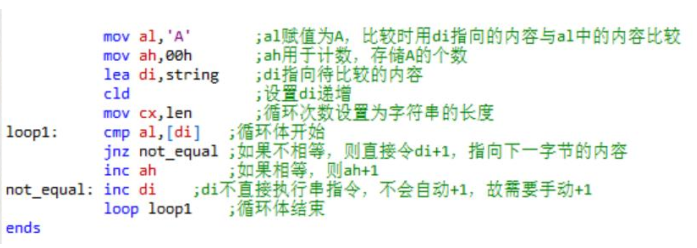 mov al,'A' ;al赋值为A，比较时用di指向的内容与al中的内容比较
mov ah,00h ;ah用于计数，存储A的个数
lea di,string ;di指向待比较的内容
cld ;设置di递增
mov cx,len ;循环次数设置为字符串的长度
loop1: cmp al,[di] ;循环体开始
jnz not_equal ;如果不相等，则直接令di+1，指向下一字节的内容
inc ah ;如果相等，则ah+1
not_equal: inc di ;di不直接执行串指令，不会自动+1，故需要手动+1
loop loop1 ;循环体结束
ends